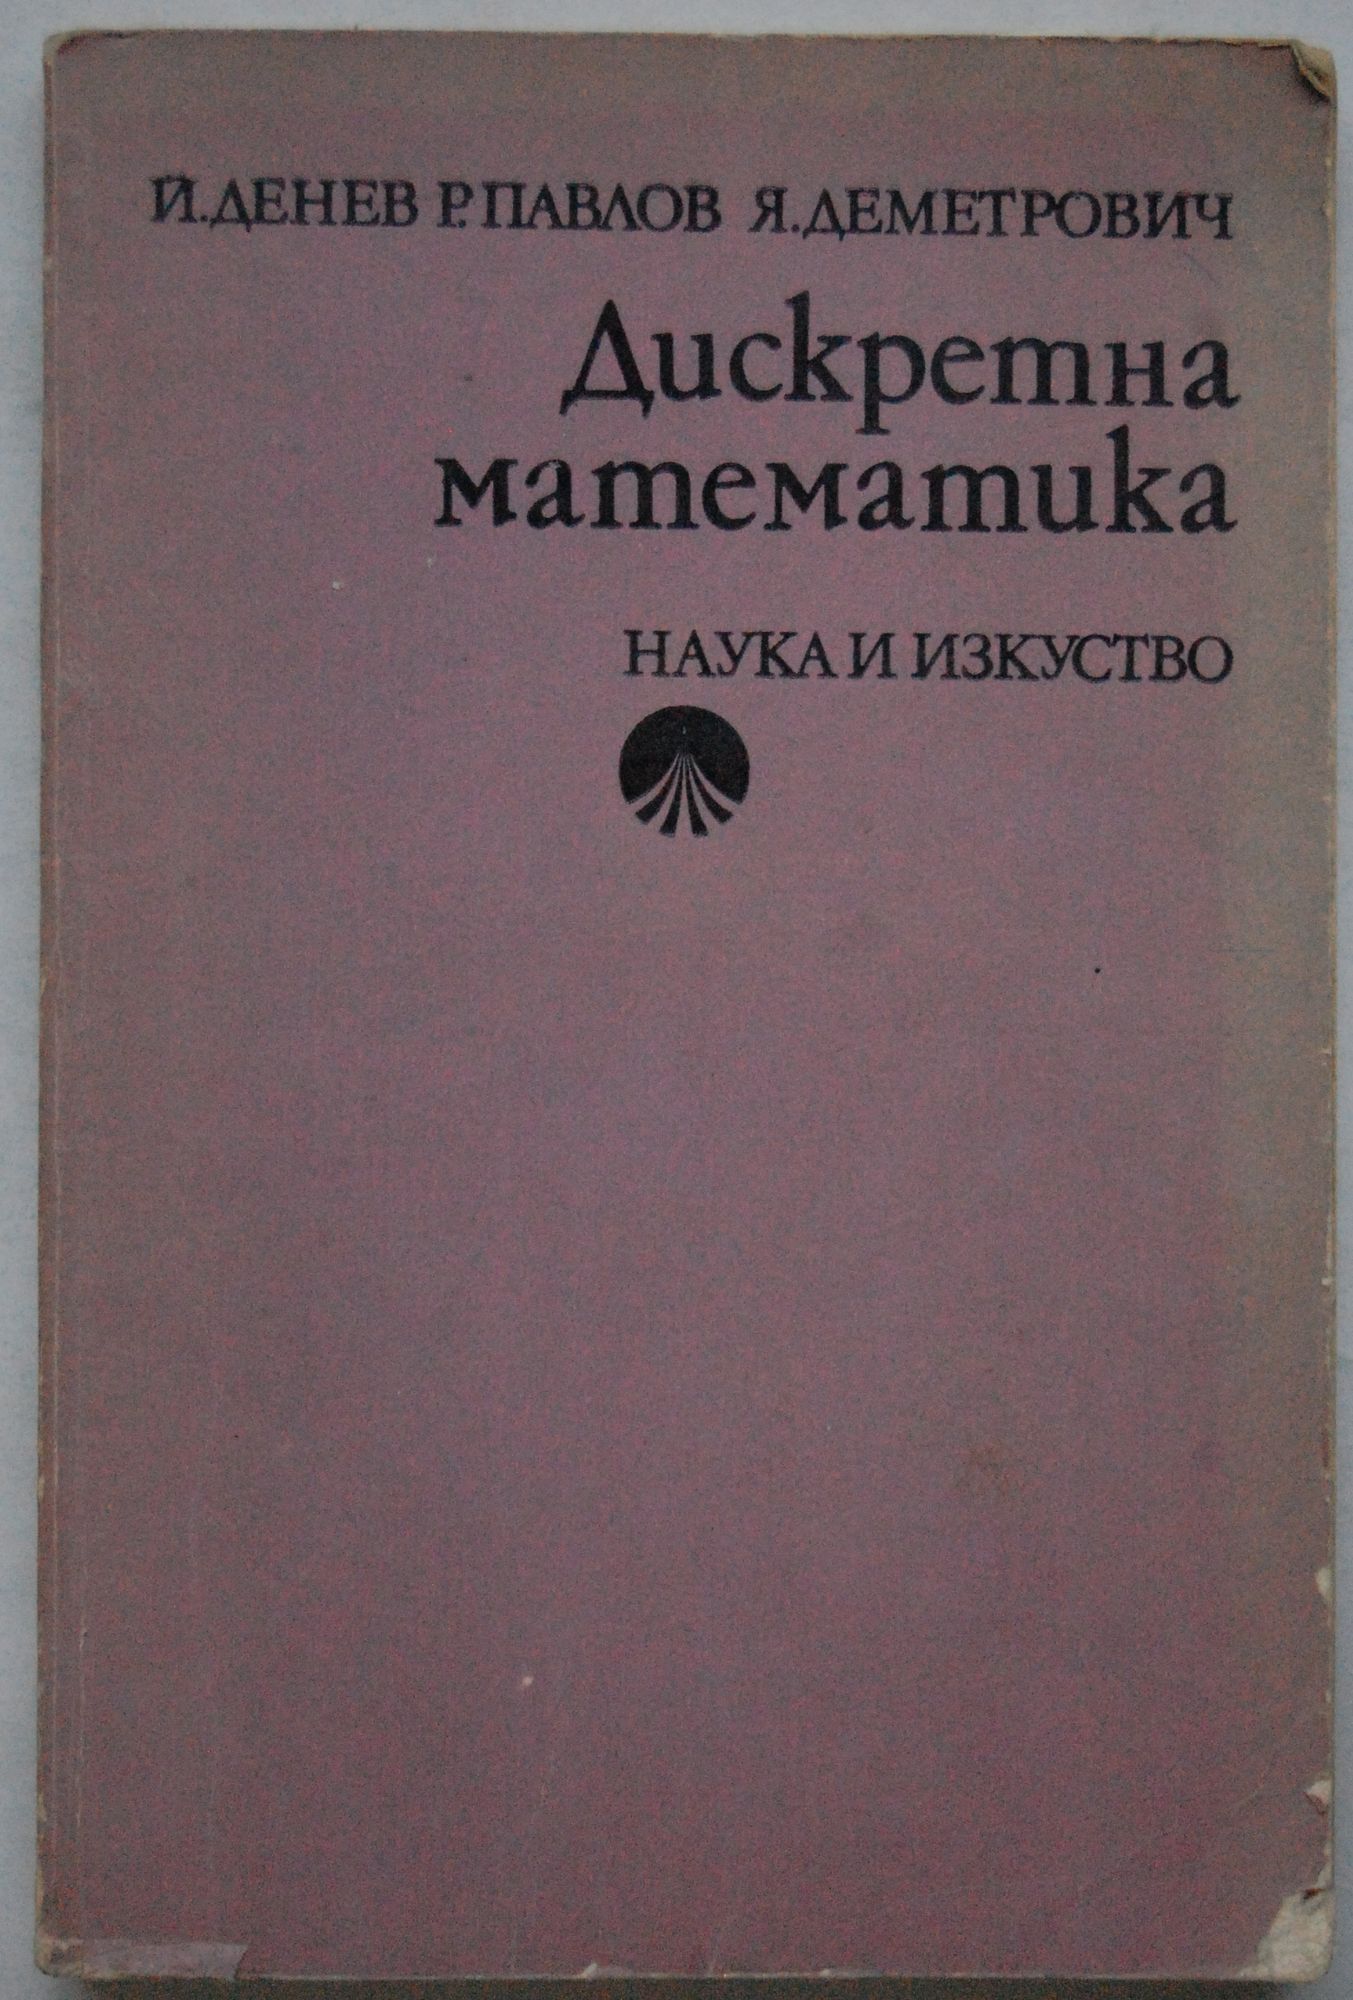 Й.ДЕНЕВ Р.ПАВЛОВ Я.ДЕМЕТРОВИЧ
Дискретна
математика
НАУКА И ИЗКУСТВО